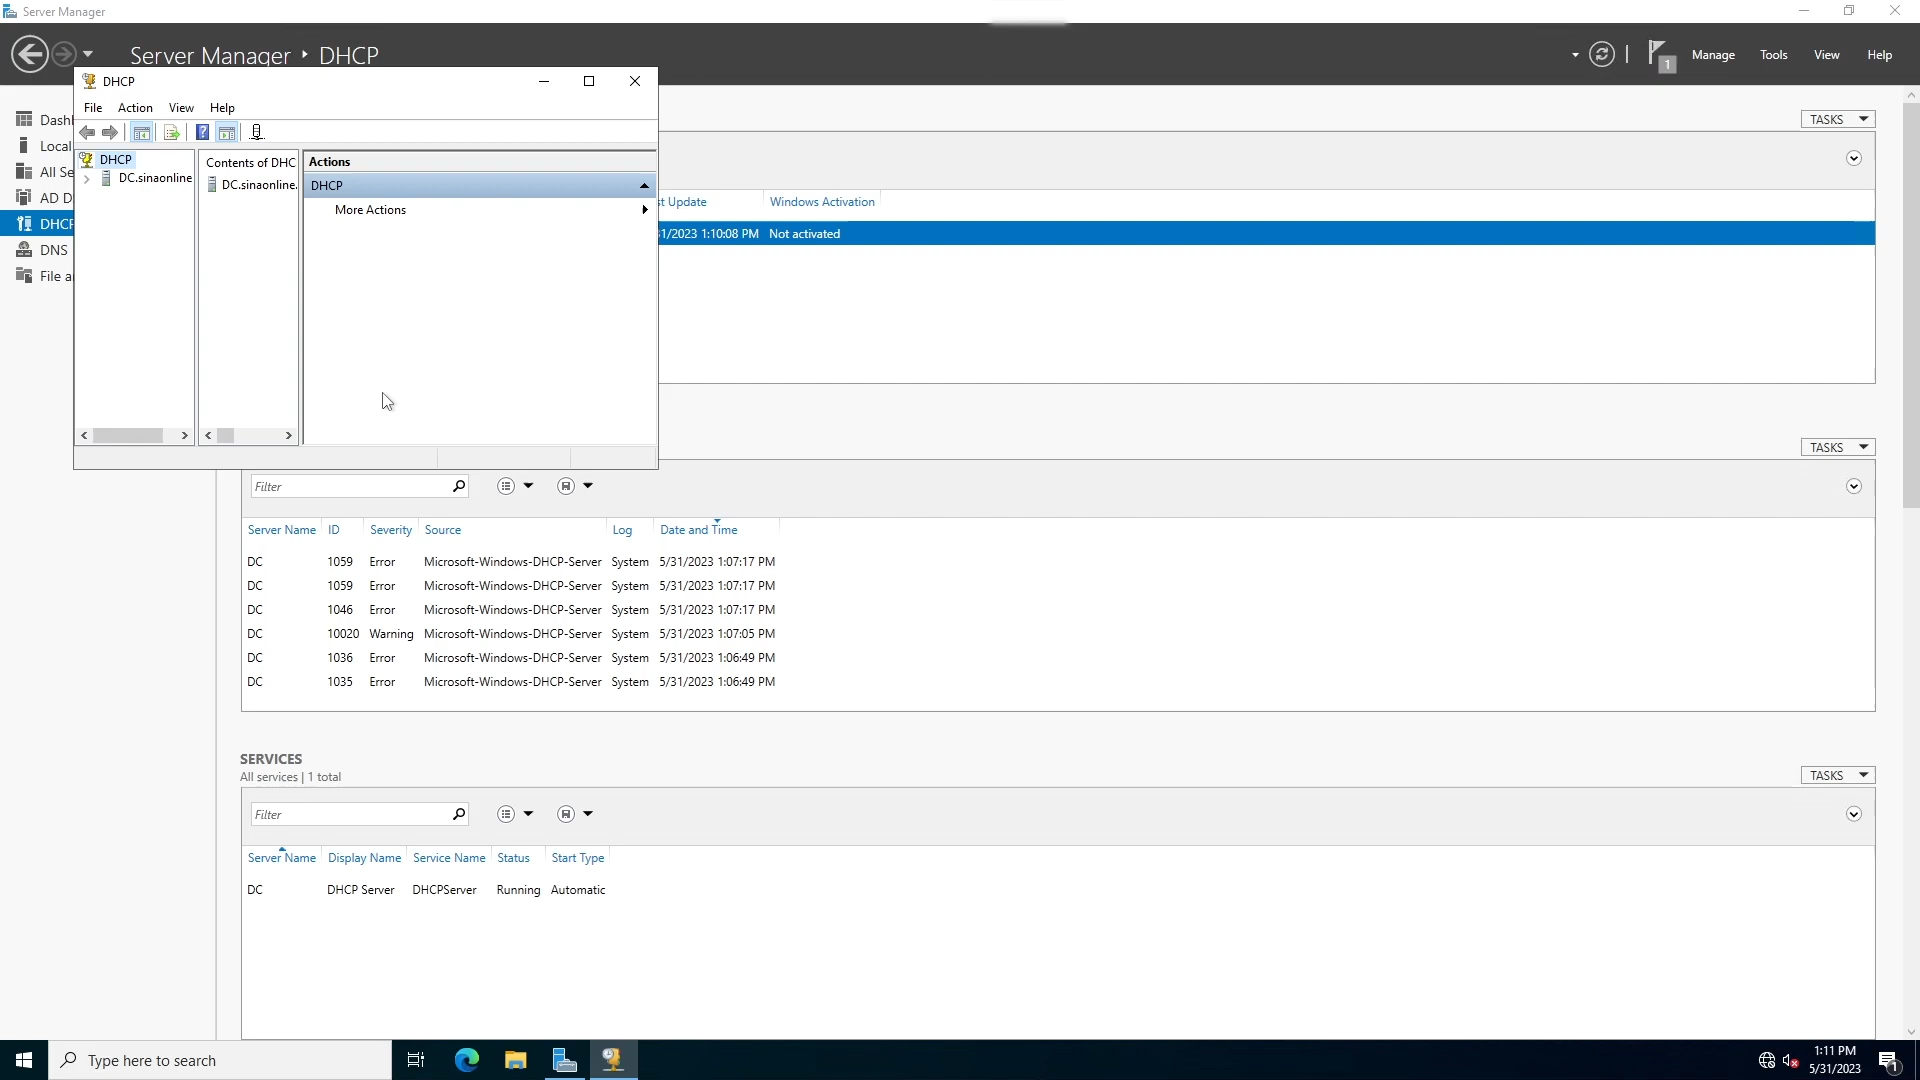 Server Manager
Server Manager ‣ DHCP
1
Manage
Tools
View
Help
DHCP
File
Action
View
Help
DHCP
DC.sinaonline
Contents of DHC
DC.sinaonline.
Actions
DHCP
More Actions
Dash
Local
All Se
AD D
DHCP
DNS
File a
TASKS
st Update
Windows Activation
31/2023 1:10:08 PM Not activated
TASKS
Filter
Server Name ID Severity Source Log Date and Time
DC 1059 Error Microsoft-Windows-DHCP-Server System 5/31/2023 1:07:17 PM
DC 1059 Error Microsoft-Windows-DHCP-Server System 5/31/2023 1:07:17 PM
DC 1046 Error Microsoft-Windows-DHCP-Server System 5/31/2023 1:07:17 PM
DC 10020 Warning Microsoft-Windows-DHCP-Server System 5/31/2023 1:07:05 PM
DC 1036 Error Microsoft-Windows-DHCP-Server System 5/31/2023 1:06:49 PM
DC 1035 Error Microsoft-Windows-DHCP-Server System 5/31/2023 1:06:49 PM
SERVICES
All services | 1 total
TASKS
Filter
Server Name Display Name Service Name Status Start Type
DC DHCP Server DHCPServer Running Automatic
Type here to search
1:11 PM
5/31/2023
1